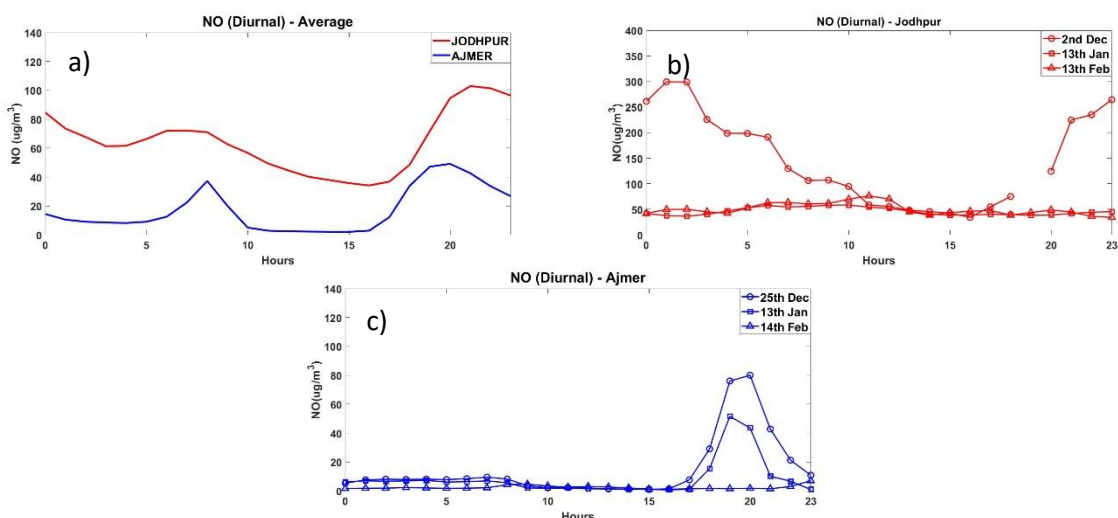 NO (Diurnal) - Average
a)
JODHPUR
AJMER
NO (ug/m³)
140
120
100
80
60
40
20
0
0 5 10 15 20
Hours
NO (Diurnal) - Jodhpur
b)
2nd Dec
13th Jan
13th Feb
NO(ug/m³)
400
350
300
250
200
150
100
50
0
0 5 10 15 20 23
Hours
NO (Diurnal) - Ajmer
c)
25th Dec
13th Jan
14th Feb
NO(ug/m³)
140
120
100
80
60
40
20
0
0 5 10 15 20 23
Hours